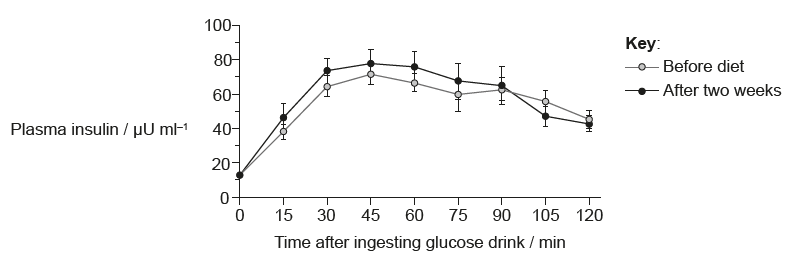 100
80
60
40
20
0
Plasma insulin / µU ml⁻¹
0 15 30 45 60 75 90 105 120
Time after ingesting glucose drink / min
Key:
Before diet
After two weeks